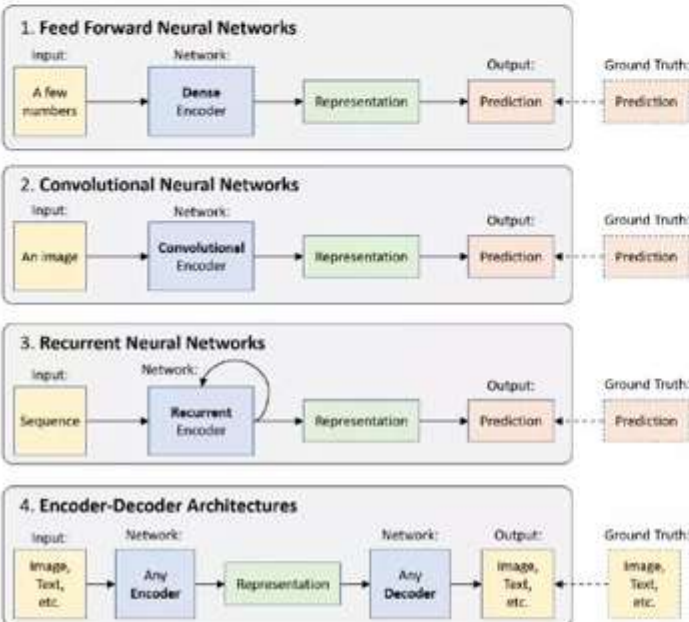 1. Feed Forward Neural Networks
Input:
Network:
Output:
Ground Truth:
A few
numbers
Dense
Encoder
Representation
Prediction
Prediction
2. Convolutional Neural Networks
Input:
Network:
Output:
Ground Truth:
An image
Convolutional
Encoder
Representation
Prediction
Prediction
3. Recurrent Neural Networks
Input:
Network:
Output:
Ground Truth:
Sequence
Recurrent
Encoder
Representation
Prediction
Prediction
4. Encoder-Decoder Architectures
Input:
Network:
Network:
Output:
Ground Truth:
Image,
Text,
etc.
Any
Encoder
Representation
Any
Decoder
Image,
Text,
etc.
Image,
Text,
etc.